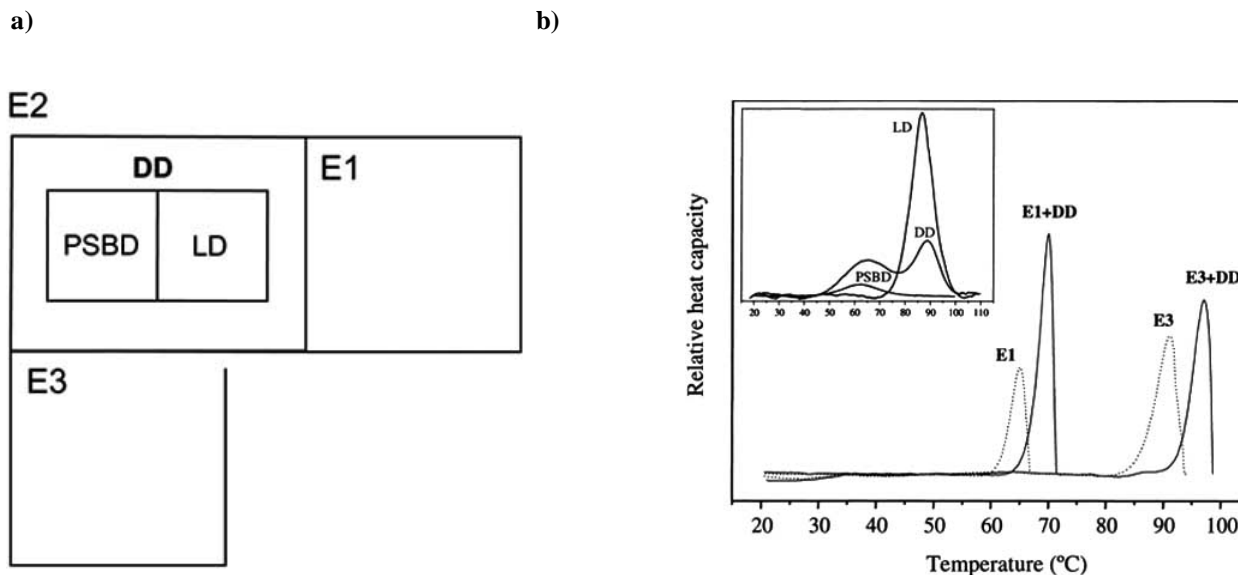 a)
b)
E2
DD
E1
PSBD
LD
E3
Relative heat capacity
LD
DD
PSBD
20 30 40 50 60 70 80 90 100 110
E1+DD
E3+DD
E3
E1
20 30 40 50 60 70 80 90 100
Temperature (ºC)